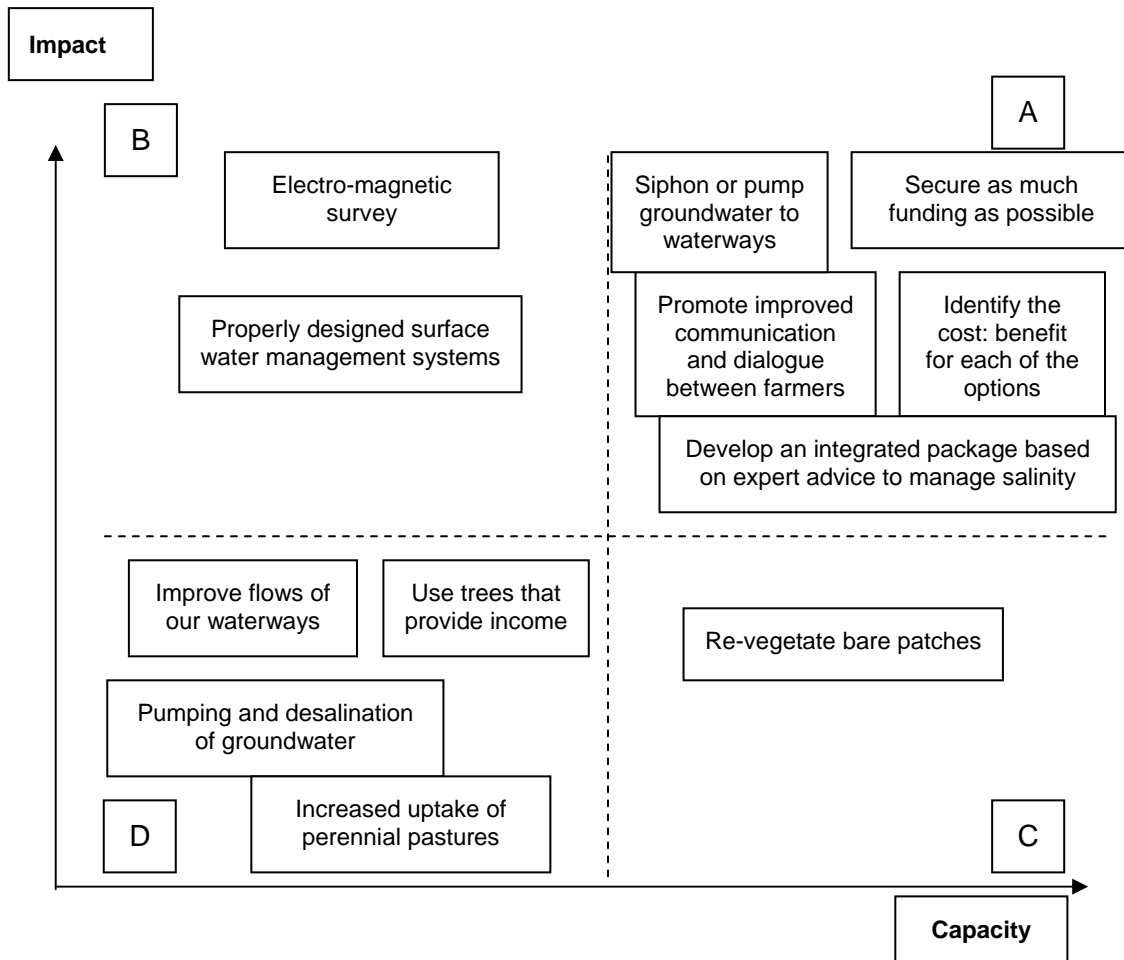 Impact
B
A
Electro-magnetic
survey
Siphon or pump
groundwater to
waterways
Secure as much
funding as possible
Properly designed surface
water management systems
Promote improved
communication
and dialogue
between farmers
Identify the
cost: benefit
for each of the
options
Develop an integrated package based
on expert advice to manage salinity
Improve flows of
our waterways
Use trees that
provide income
Re-vegetate bare patches
Pumping and desalination
of groundwater
Increased uptake of
perennial pastures
D
C
Capacity